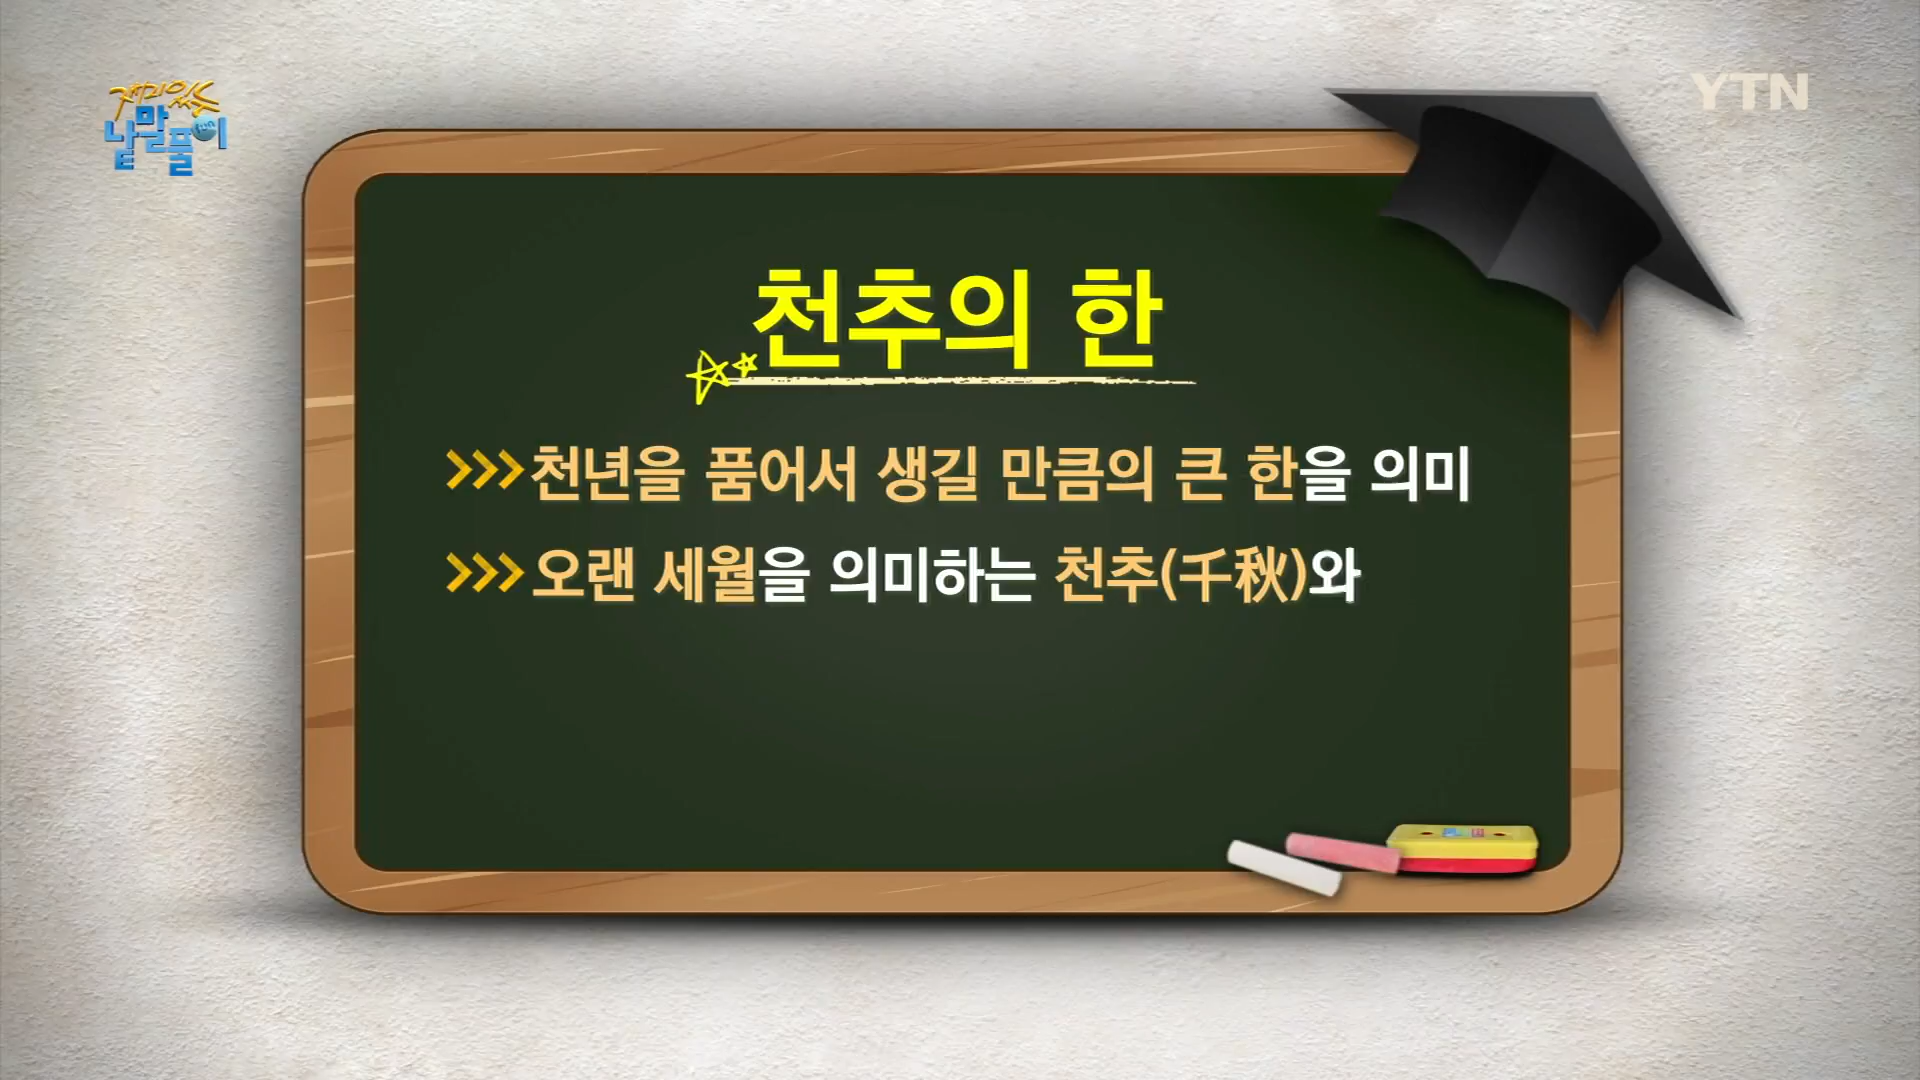 재미있는
낱말풀이
fun
YTN
천추의 한
>>>천년을 품어서 생길 만큼의 큰 한을 의미
>>>오랜 세월을 의미하는 천추(千秋)와